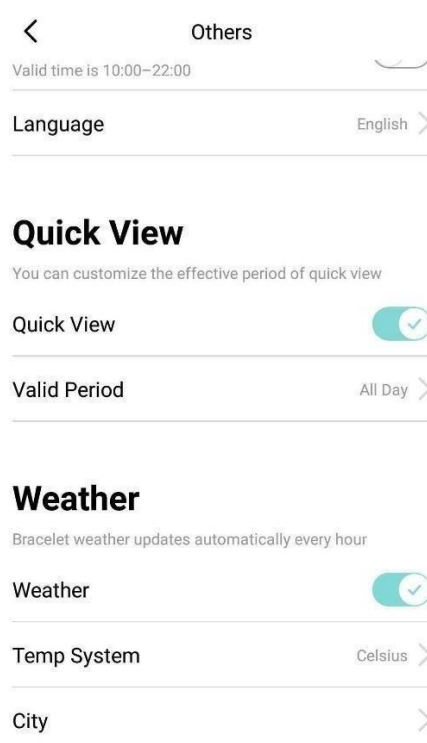 Others
Valid time is 10:00–22:00
Language English
Quick View
You can customize the effective period of quick view
Quick View
Valid Period All Day
Weather
Bracelet weather updates automatically every hour
Weather
Temp System Celsius
City